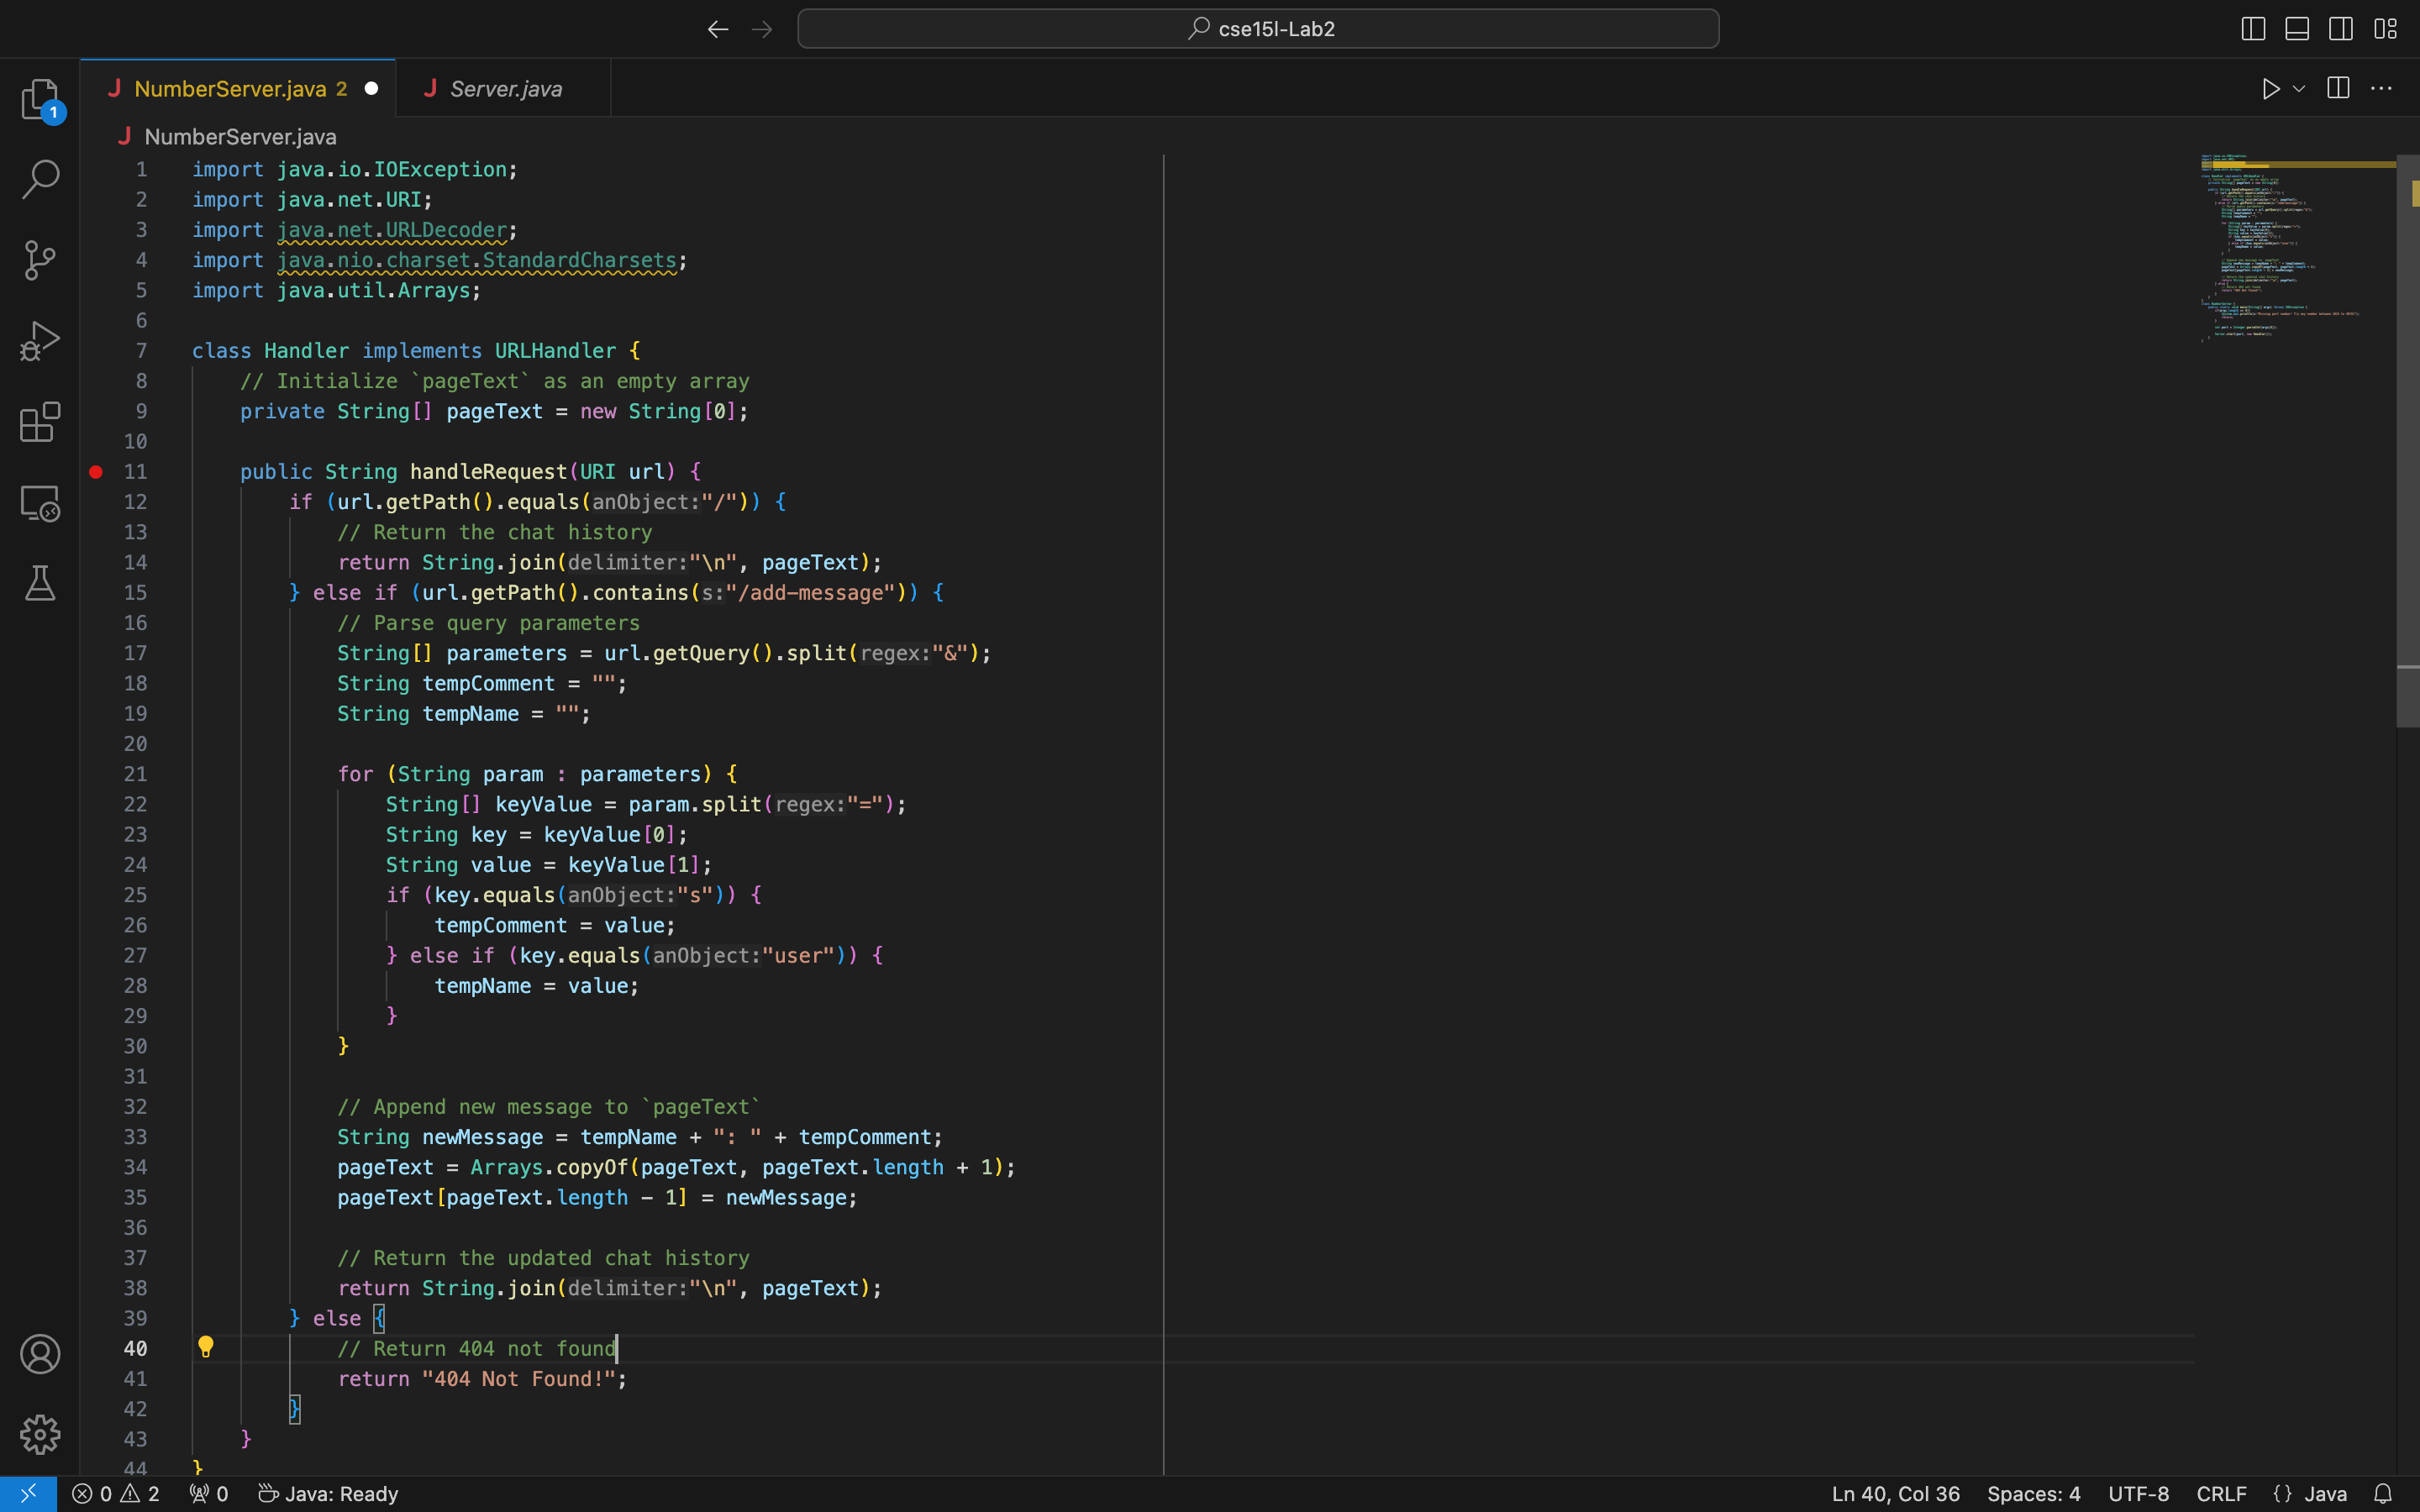 cse15l-Lab2
NumberServer.java 2
Server.java
1
NumberServer.java
1 import java.io.IOException;
2 import java.net.URI;
3 import java.net.URLDecoder;
4 import java.nio.charset.StandardCharsets;
5 import java.util.Arrays;
6
7 class Handler implements URLHandler {
8 // Initialize `pageText` as an empty array
9 private String[] pageText = new String[0];
10
11 public String handleRequest(URI url) {
12 if (url.getPath().equals(anObject:"/")) {
13 // Return the chat history
14 return String.join(delimiter:"\n", pageText);
15 } else if (url.getPath().contains(s:"/add-message")) {
16 // Parse query parameters
17 String[] parameters = url.getQuery().split(regex:"&");
18 String tempComment = "";
19 String tempName = "";
20
21 for (String param : parameters) {
22 String[] keyValue = param.split(regex:"=");
23 String key = keyValue[0];
24 String value = keyValue[1];
25 if (key.equals(anObject:"s")) {
26 tempComment = value;
27 } else if (key.equals(anObject:"user")) {
28 tempName = value;
29 }
30 }
31
32 // Append new message to `pageText`
33 String newMessage = tempName + ": " + tempComment;
34 pageText = Arrays.copyOf(pageText, pageText.length + 1);
35 pageText[pageText.length - 1] = newMessage;
36
37 // Return the updated chat history
38 return String.join(delimiter:"\n", pageText);
39 } else {
40 // Return 404 not found
41 return "404 Not Found!";
42 }
43 }
44 }
0 2 0 Java: Ready
Ln 40, Col 36 Spaces: 4 UTF-8 CRLF {} Java